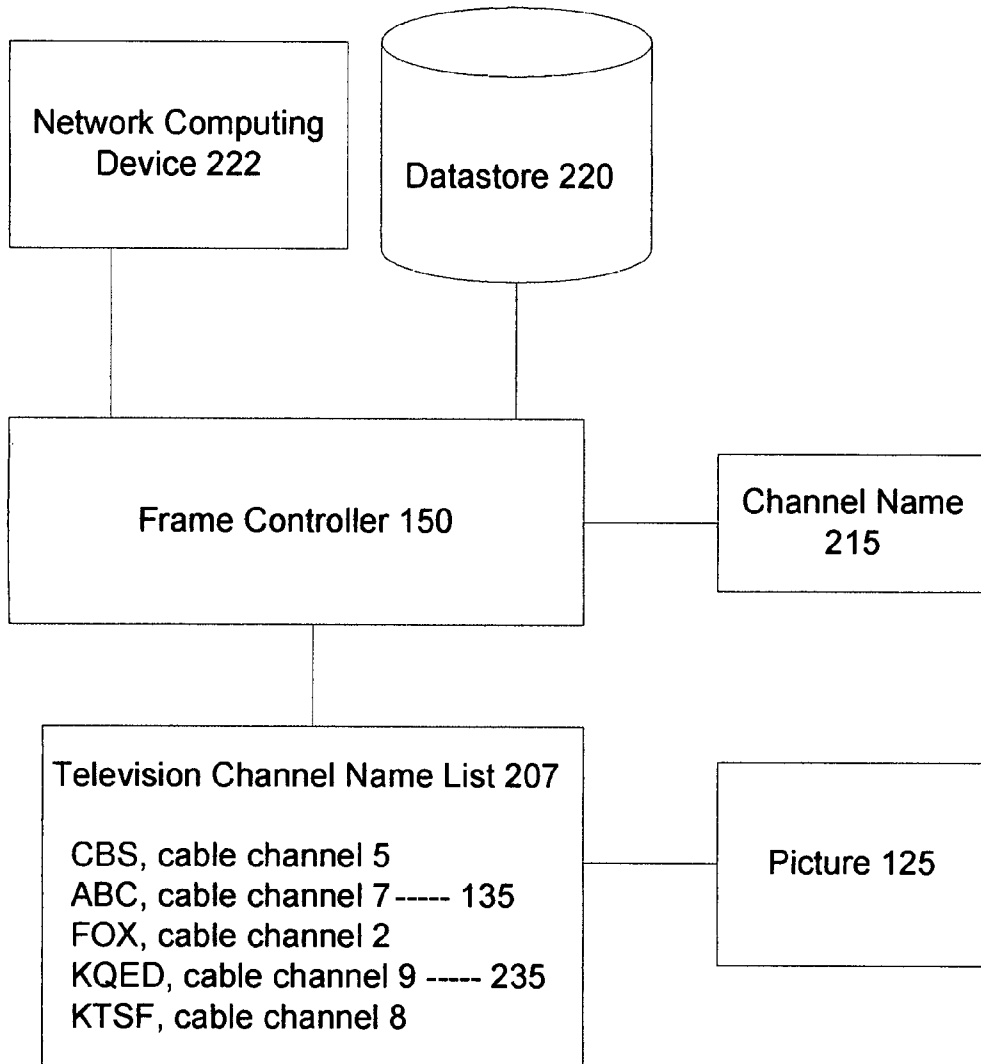 Network Computing
Device 222
Datastore 220
Frame Controller 150
Channel Name
215
Television Channel Name List 207
CBS, cable channel 5
ABC, cable channel 7 ----- 135
FOX, cable channel 2
KQED, cable channel 9 ----- 235
KTSF, cable channel 8
Picture 125